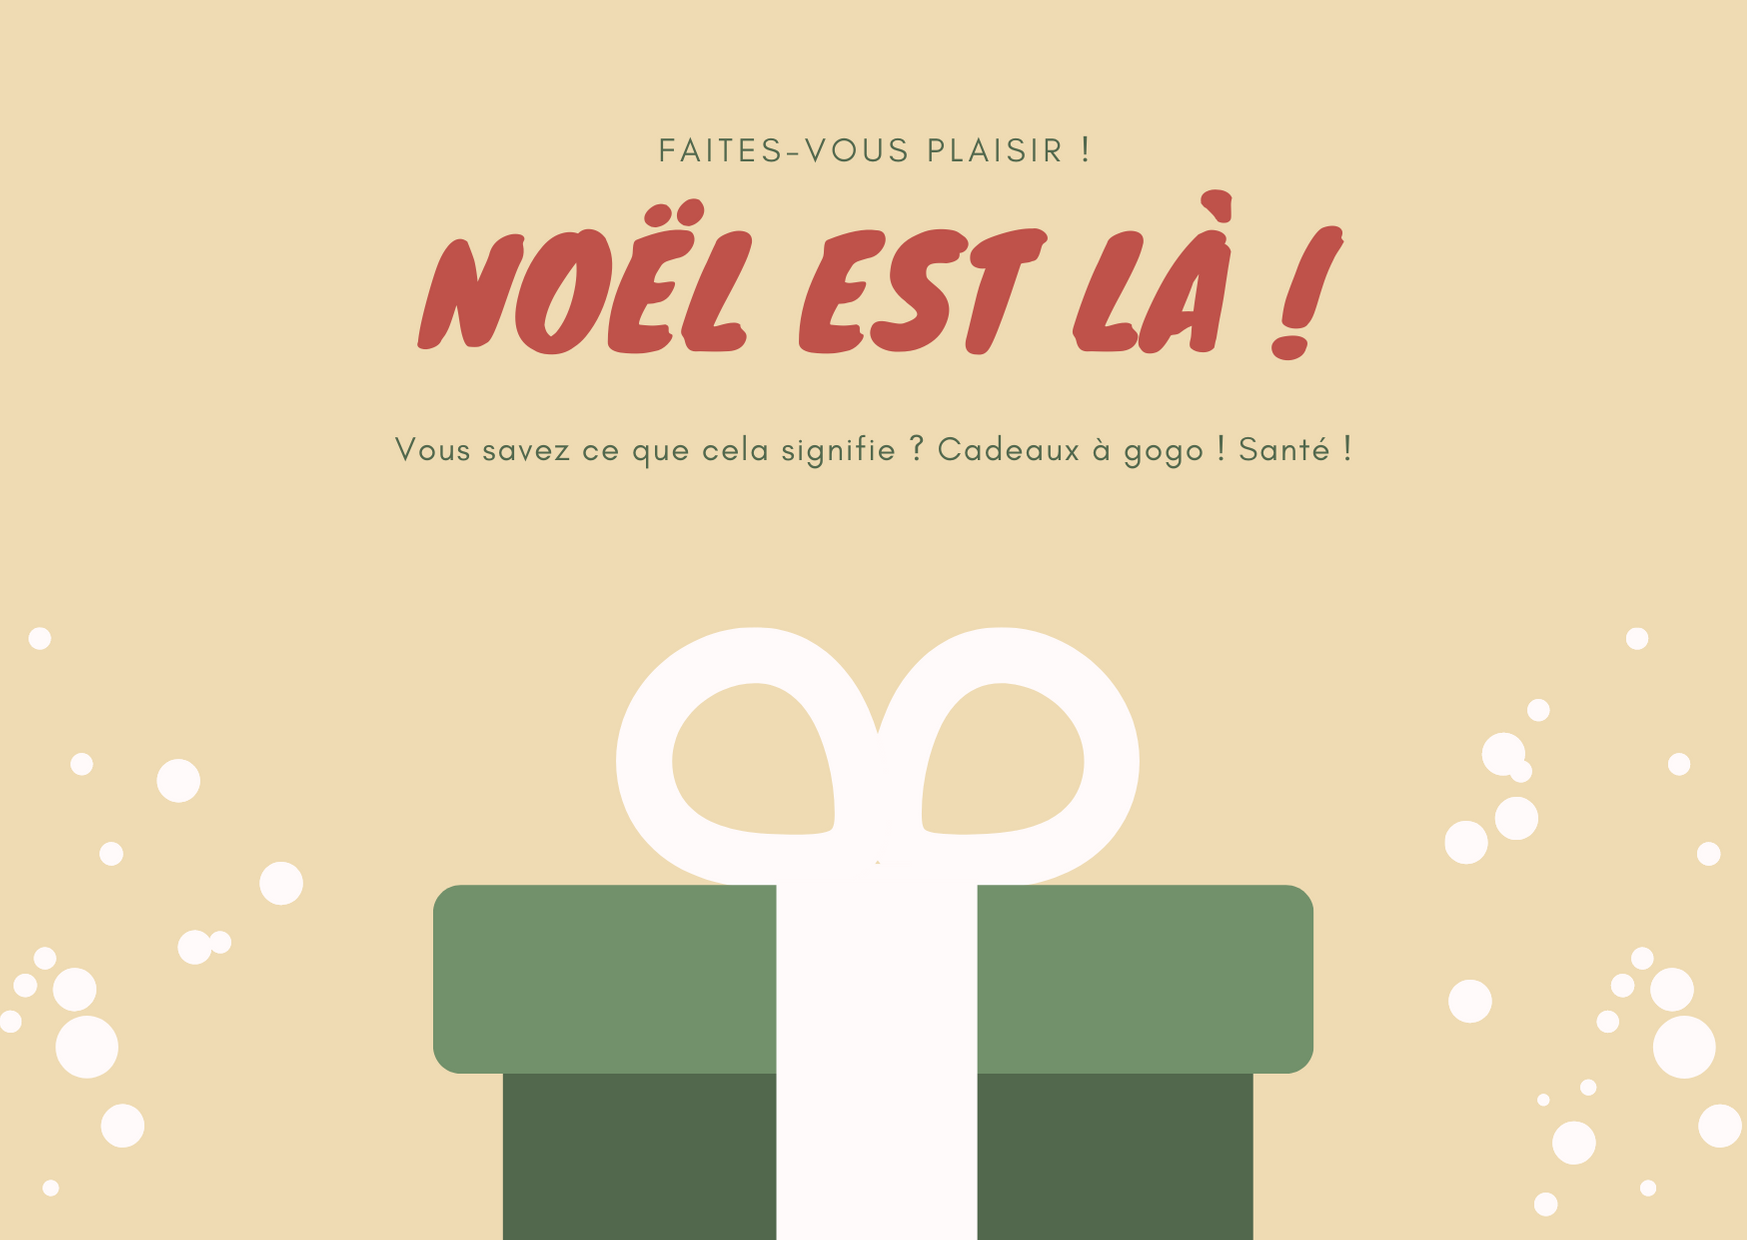 FAITES-VOUS PLAISIR !
NOËL EST LÀ !
Vous savez ce que cela signifie ? Cadeaux à gogo ! Santé !